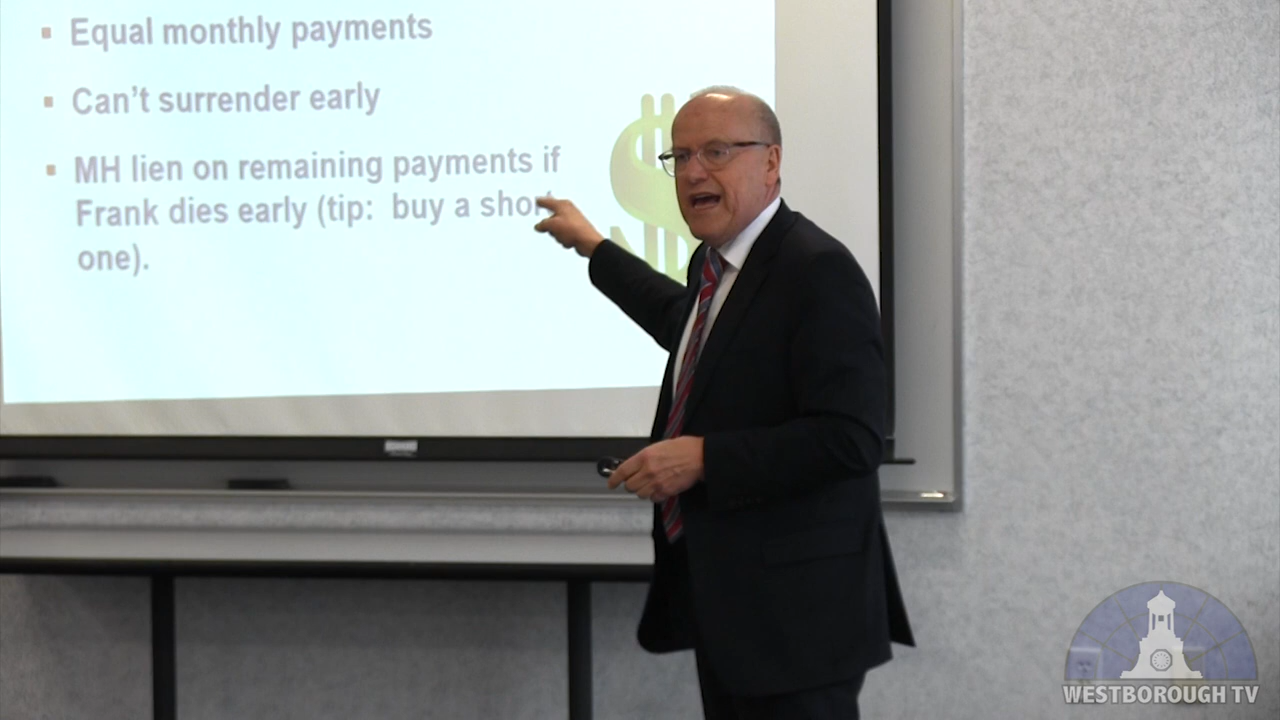 Equal monthly payments
Can't surrender early
MH lien on remaining payments if
Frank dies early (tip: buy a short
one).
WESTBOROUGH TV